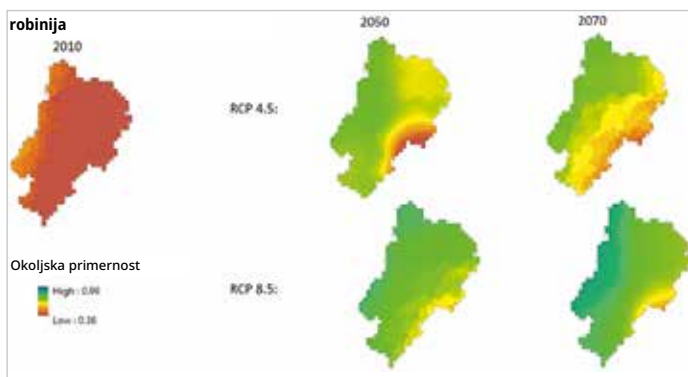 robinija
2010
2050
2070
RCP 4.5:
Okoljska primernost
High : 0.96
Low : 0.36
RCP 8.5: